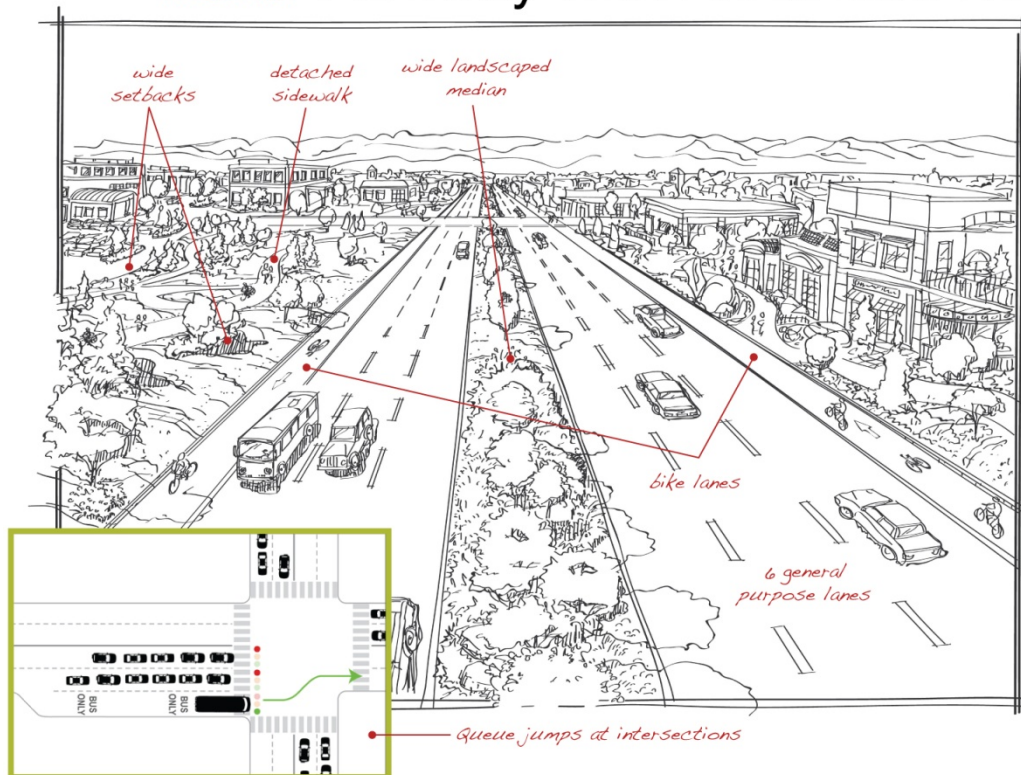 wide
setbacks
detached
sidewalk
wide landscaped
median
bike lanes
6 general
purpose lanes
BUS
ONLY
BUS
ONLY
Queue jumps at intersections